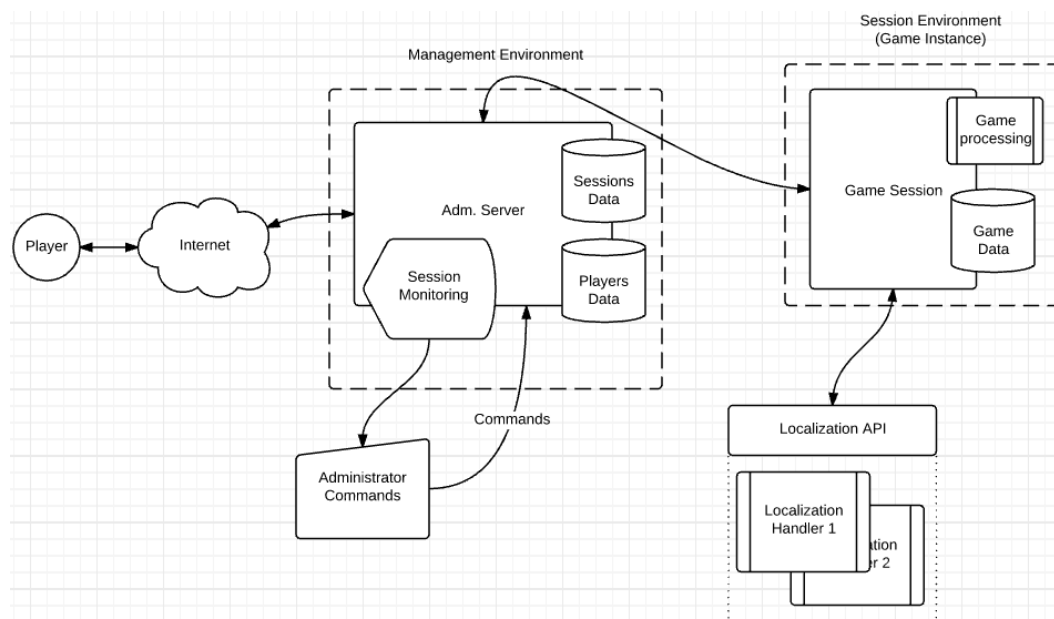 Session Environment
(Game Instance)
Management Environment
Game
processing
Sessions
Data
Game Session
Adm. Server
Player
Internet
Game
Data
Session
Monitoring
Players
Data
Commands
Localization API
Administrator
Commands
Localization
Handler 1
2